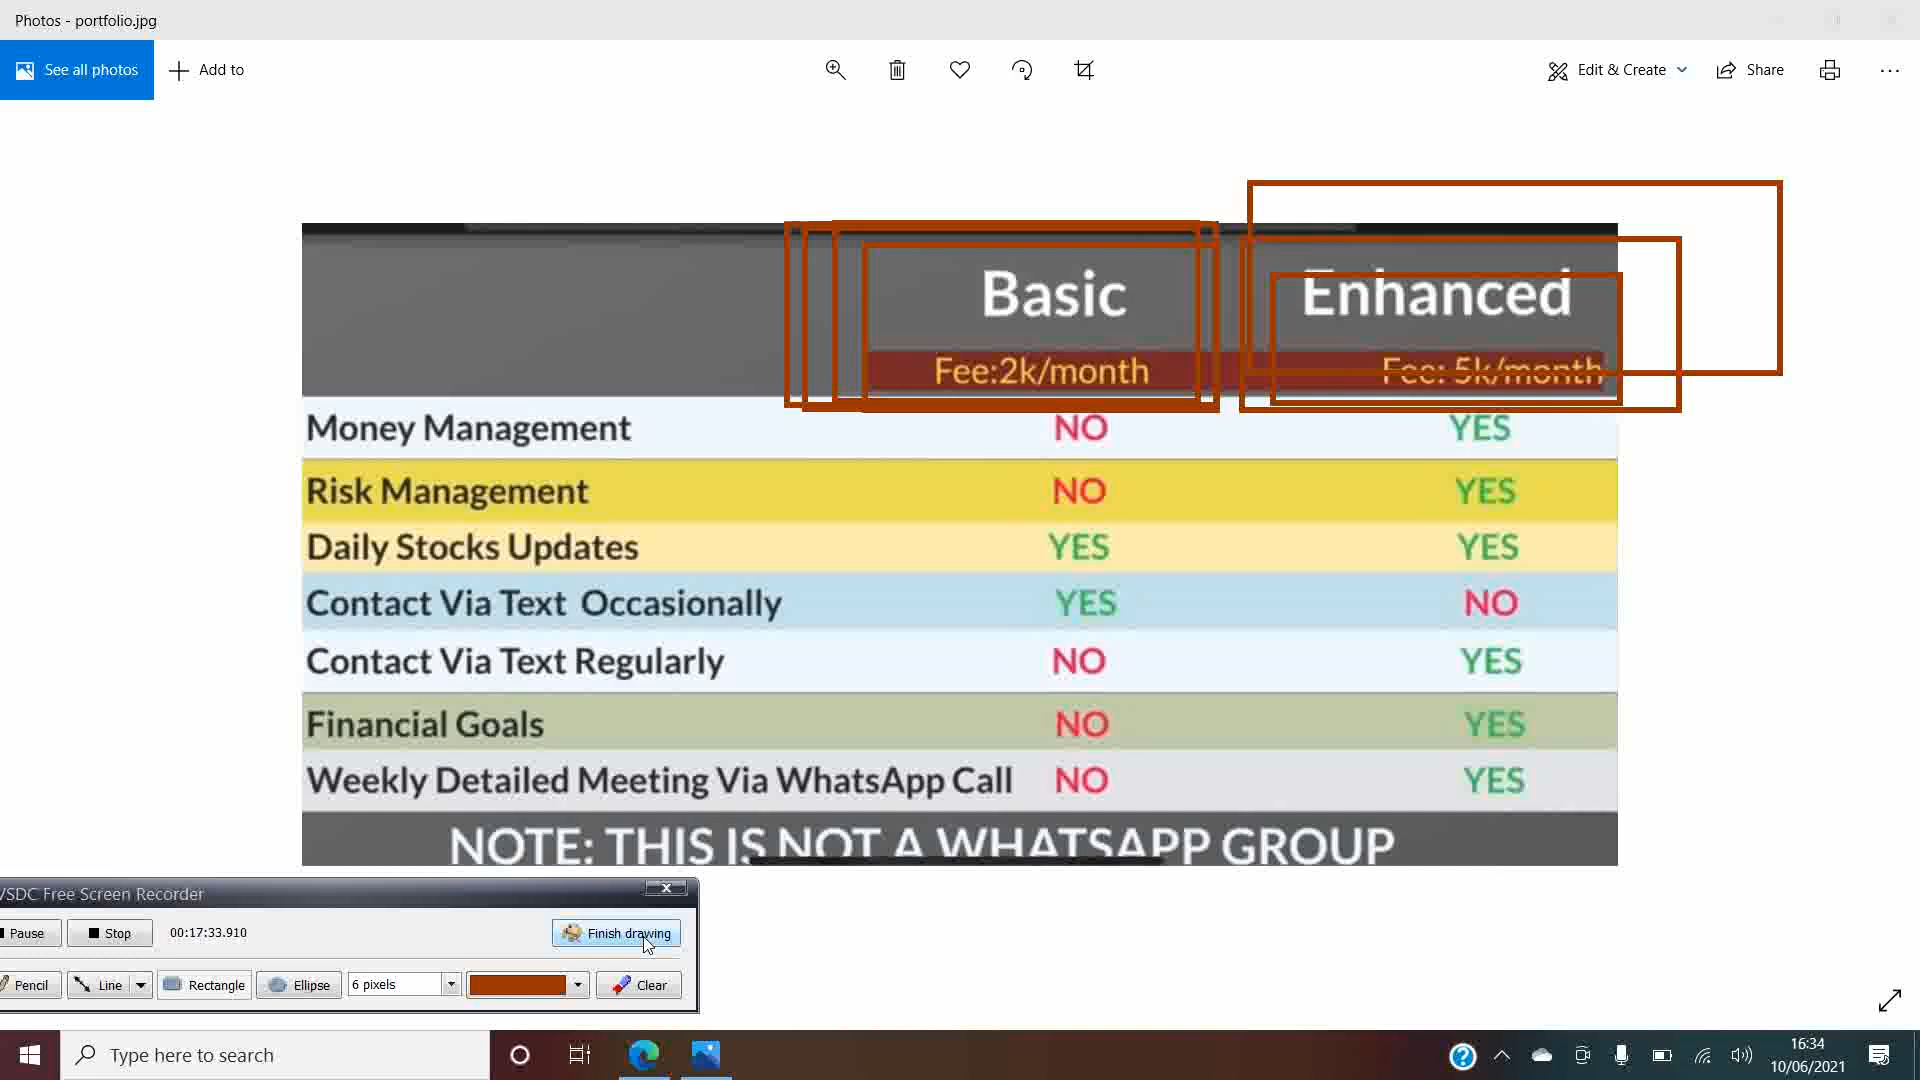 Photos - portfolio.jpg
See all photos
Add to
Edit & Create
Share
Basic Enhanced
Fee:2k/month Fee: 5k/month
Money Management NO YES
Risk Management NO YES
Daily Stocks Updates YES YES
Contact Via Text Occasionally YES NO
Contact Via Text Regularly NO YES
Financial Goals NO YES
Weekly Detailed Meeting Via WhatsApp Call NO YES
NOTE: THIS IS NOT A WHATSAPP GROUP
VSDC Free Screen Recorder
Pause Stop 00:17:33.910 Finish drawing
Pencil Line Rectangle Ellipse 6 pixels Clear
Type here to search
16:34
10/06/2021